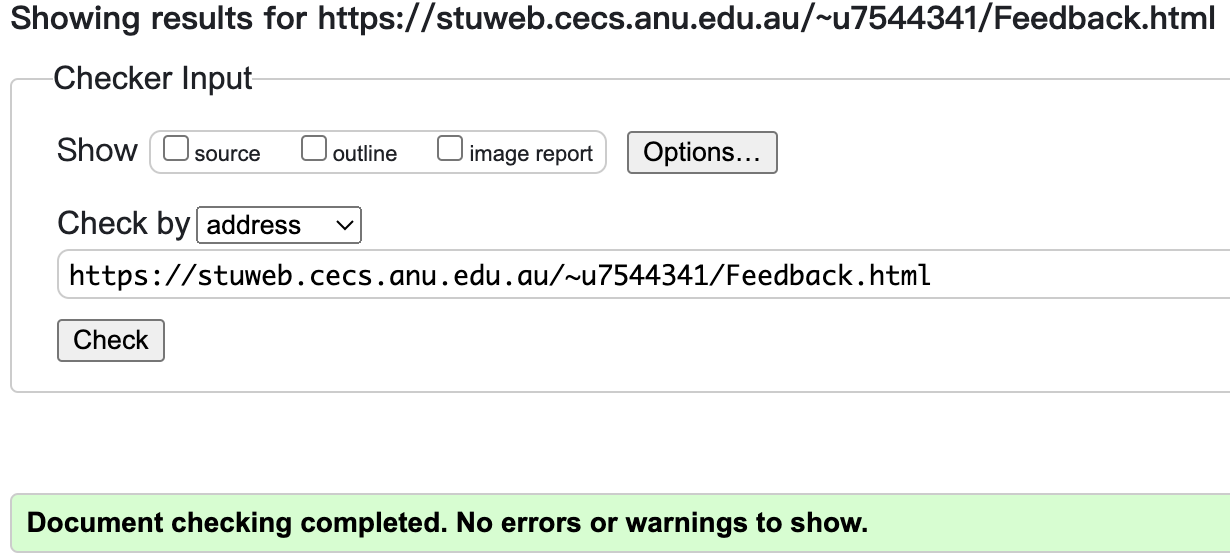 Showing results for https://stuweb.cecs.anu.edu.au/~u7544341/Feedback.html
Checker Input
Show source outline image report Options...
Check by address
https://stuweb.cecs.anu.edu.au/~u7544341/Feedback.html
Check
Document checking completed. No errors or warnings to show.